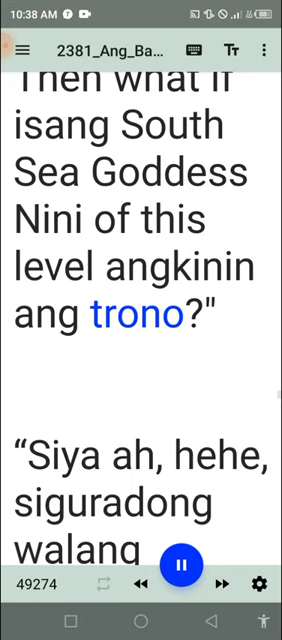 10:38 AM
2381_Ang_Ba...
Then what if
isang South
Sea Goddess
Nini of this
level angkinin
ang trono?"
“Siya ah, hehe,
siguradong
walang
49274